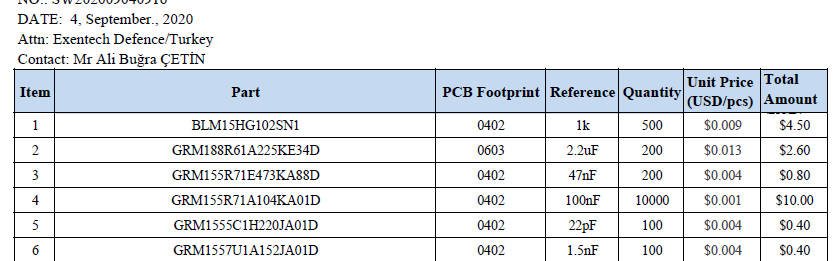 DATE: 4, September., 2020
Attn: Exentech Defence/Turkey
Contact: Mr Ali Buğra ÇETİN
Item Part PCB Footprint Reference Quantity Unit Price (USD/pcs) Total Amount
1 BLM15HG102SN1 0402 1k 500 $0.009 $4.50
2 GRM188R61A225KE34D 0603 2.2uF 200 $0.013 $2.60
3 GRM155R71E473KA88D 0402 47nF 200 $0.004 $0.80
4 GRM155R71A104KA01D 0402 100nF 10000 $0.001 $10.00
5 GRM1555C1H220JA01D 0402 22pF 100 $0.004 $0.40
6 GRM1557U1A152JA01D 0402 1.5nF 100 $0.004 $0.40